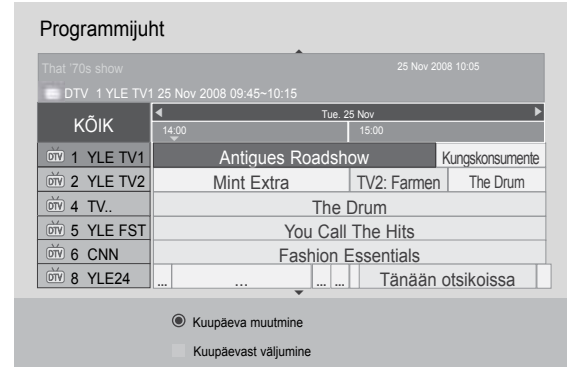 Programmijuht
That '70s show 25 Nov 2008 10:05
DTV 1 YLE TV1 25 Nov 2008 09:45~10:15
KÕIK Tue. 25 Nov
14:00 15:00
DTV 1 YLE TV1 Antigues Roadshow Kungskonsumente
DTV 2 YLE TV2 Mint Extra TV2: Farmen The Drum
DTV 4 TV.. The Drum
DTV 5 YLE FST You Call The Hits
DTV 6 CNN Fashion Essentials
DTV 8 YLE24 ... ... ... ... Tänään otsikoissa
Kuupäeva muutmine
Kuupäevast väljumine